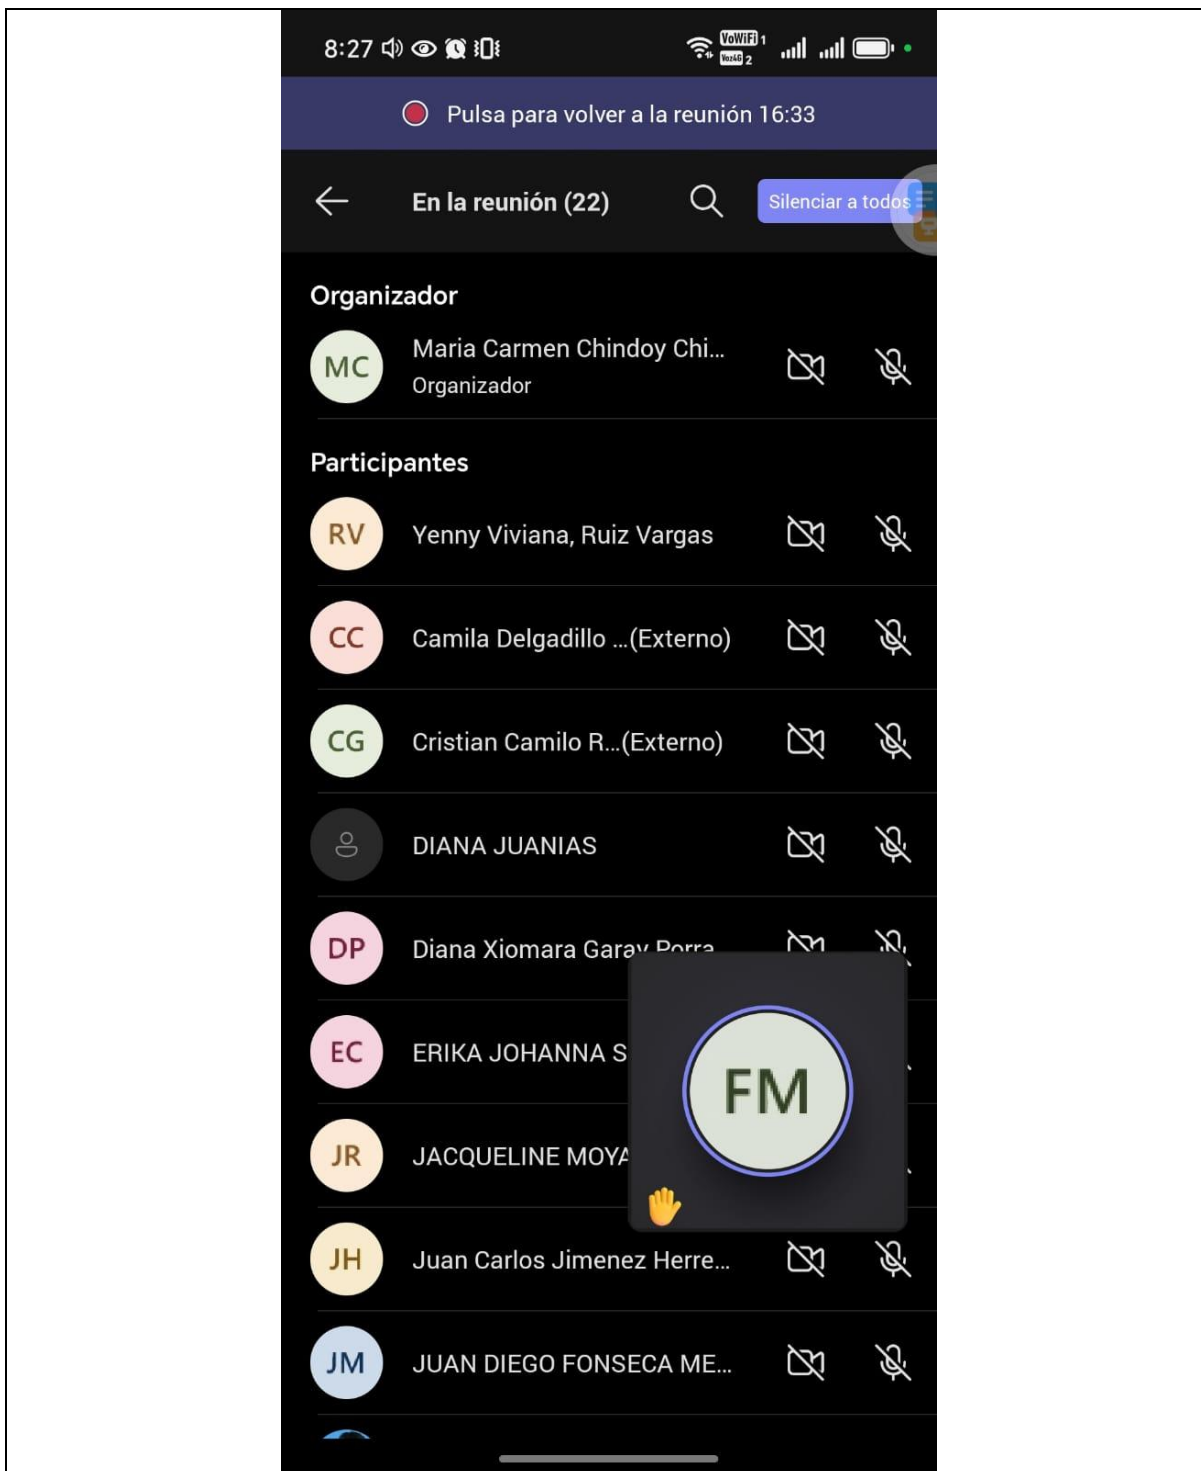 8:27
VoWiFi 1
Voz4G 2
Pulsa para volver a la reunión 16:33
En la reunión (22)
Silenciar a todos
Organizador
MC
Maria Carmen Chindoy Chi...
Organizador
Participantes
RV
Yenny Viviana, Ruiz Vargas
CC
Camila Delgadillo ...(Externo)
CG
Cristian Camilo R...(Externo)
DIANA JUANIAS
DP
Diana Xiomara Garay Porra
EC
ERIKA JOHANNA S
FM
JR
JACQUELINE MOYA
JH
Juan Carlos Jimenez Herre...
JM
JUAN DIEGO FONSECA ME...